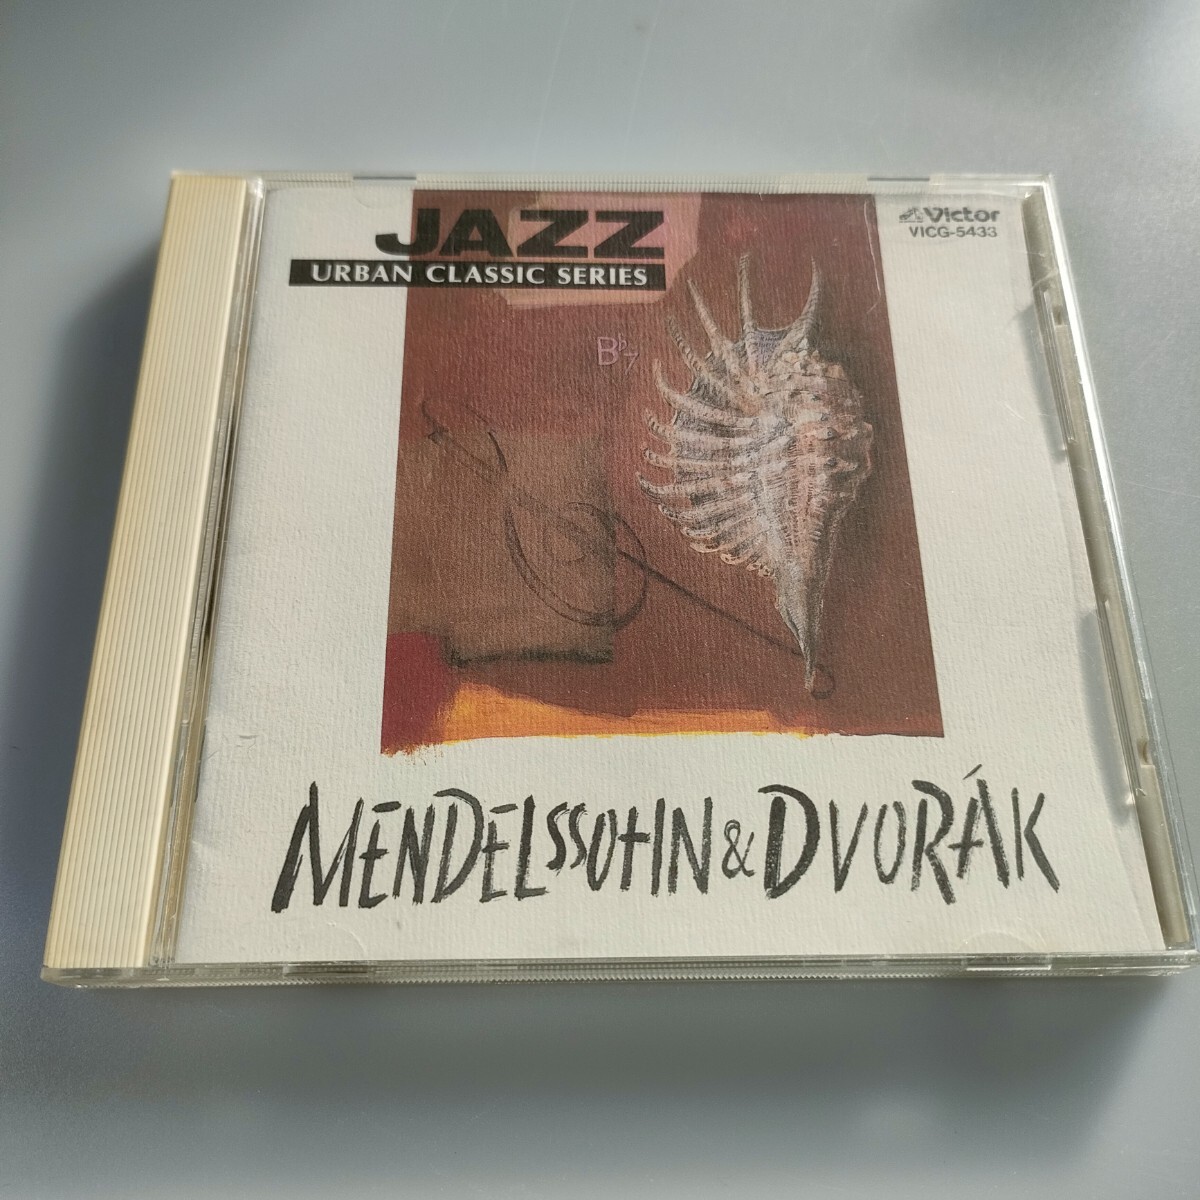 JAZZ
URBAN CLASSIC SERIES
Victor
VICG-5433
B♭7
MENDELSSOHN & DVORÁK